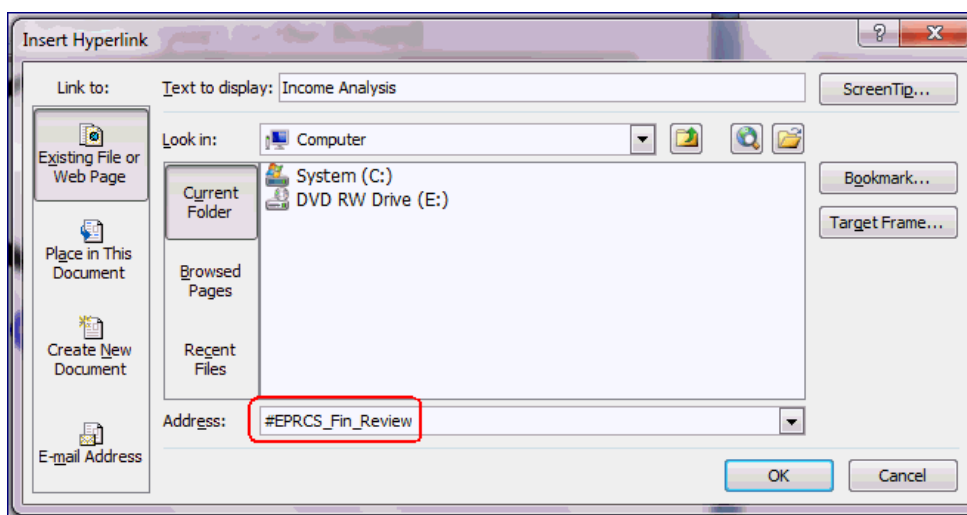 Insert Hyperlink
Link to:
Text to display: Income Analysis
ScreenTip...
Existing File or
Web Page
Look in: Computer
Current
Folder
System (C:)
DVD RW Drive (E:)
Bookmark...
Target Frame...
Place in This
Document
Browsed
Pages
Create New
Document
Recent
Files
Address: #EPRCS_Fin_Review
E-mail Address
OK
Cancel